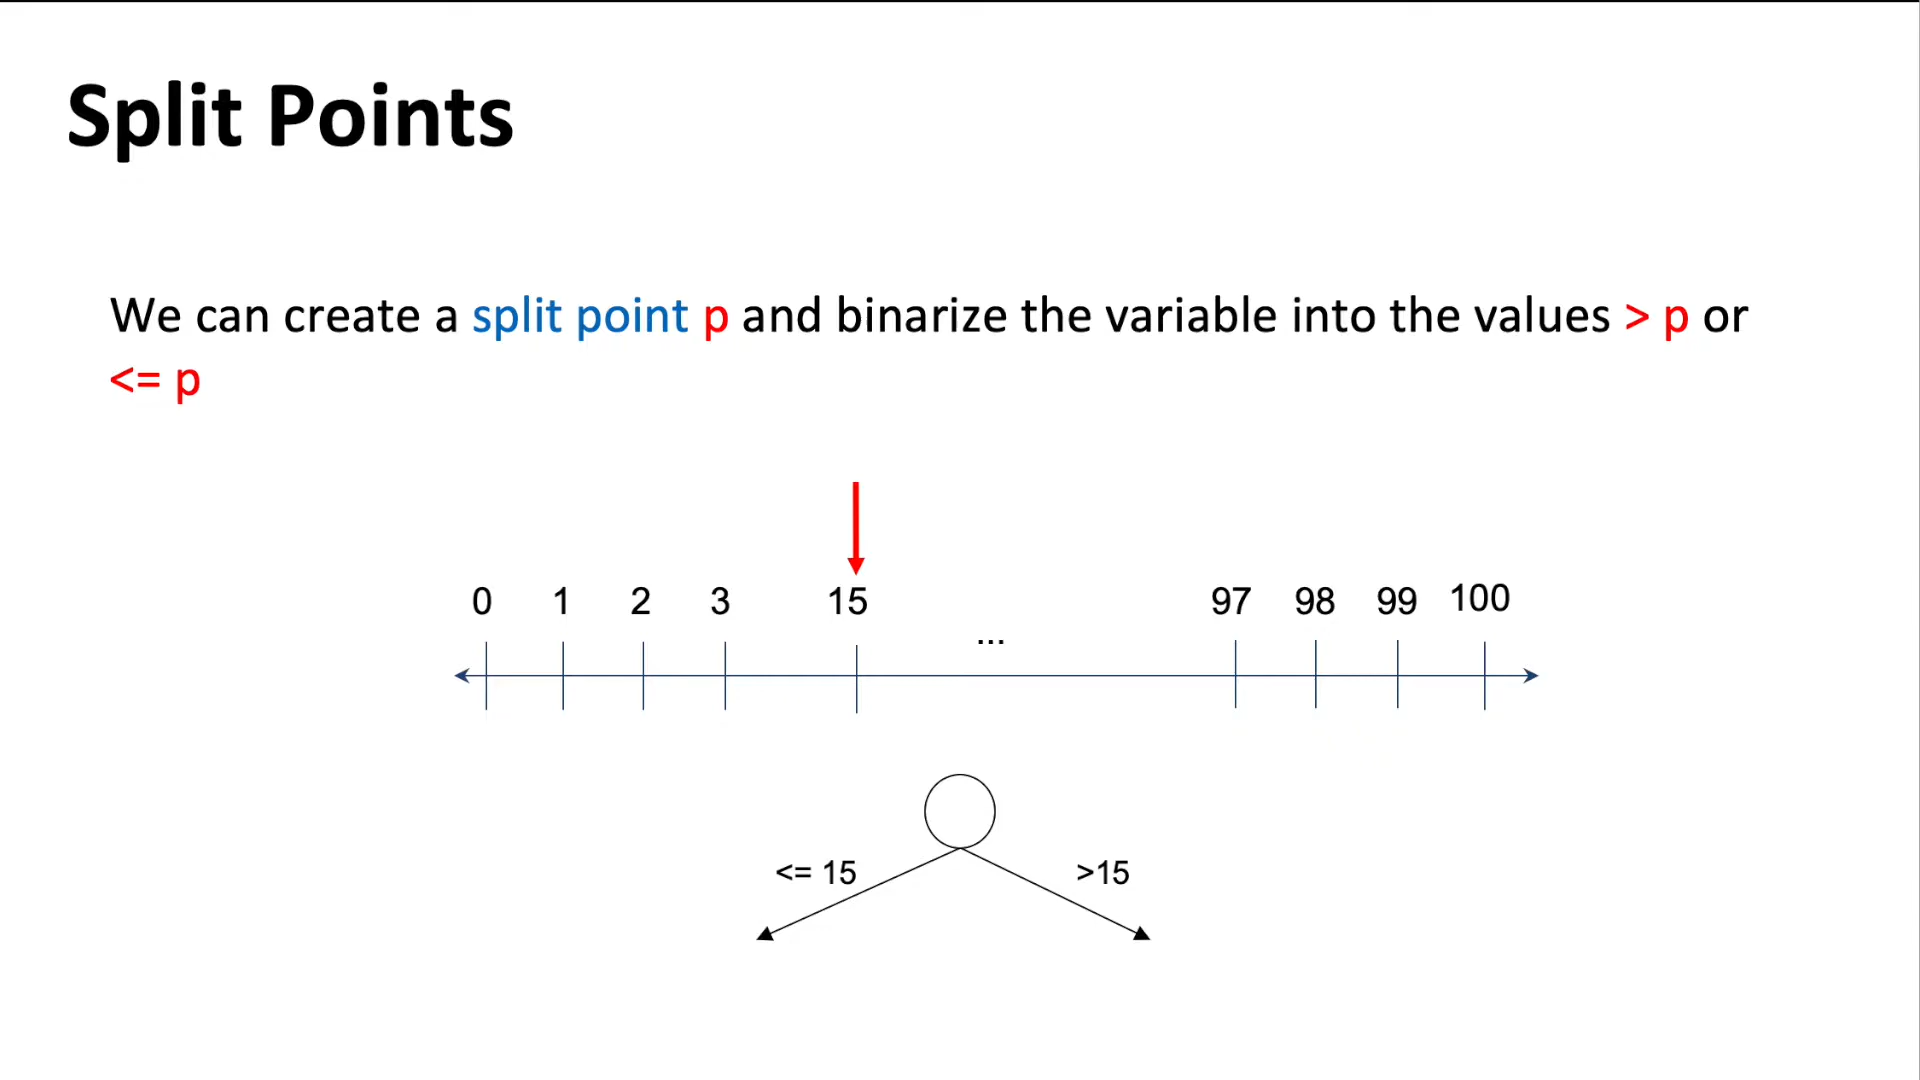 Split Points
We can create a split point p and binarize the variable into the values > p or
<= p
0 1 2 3 15 ... 97 98 99 100
<= 15 >15